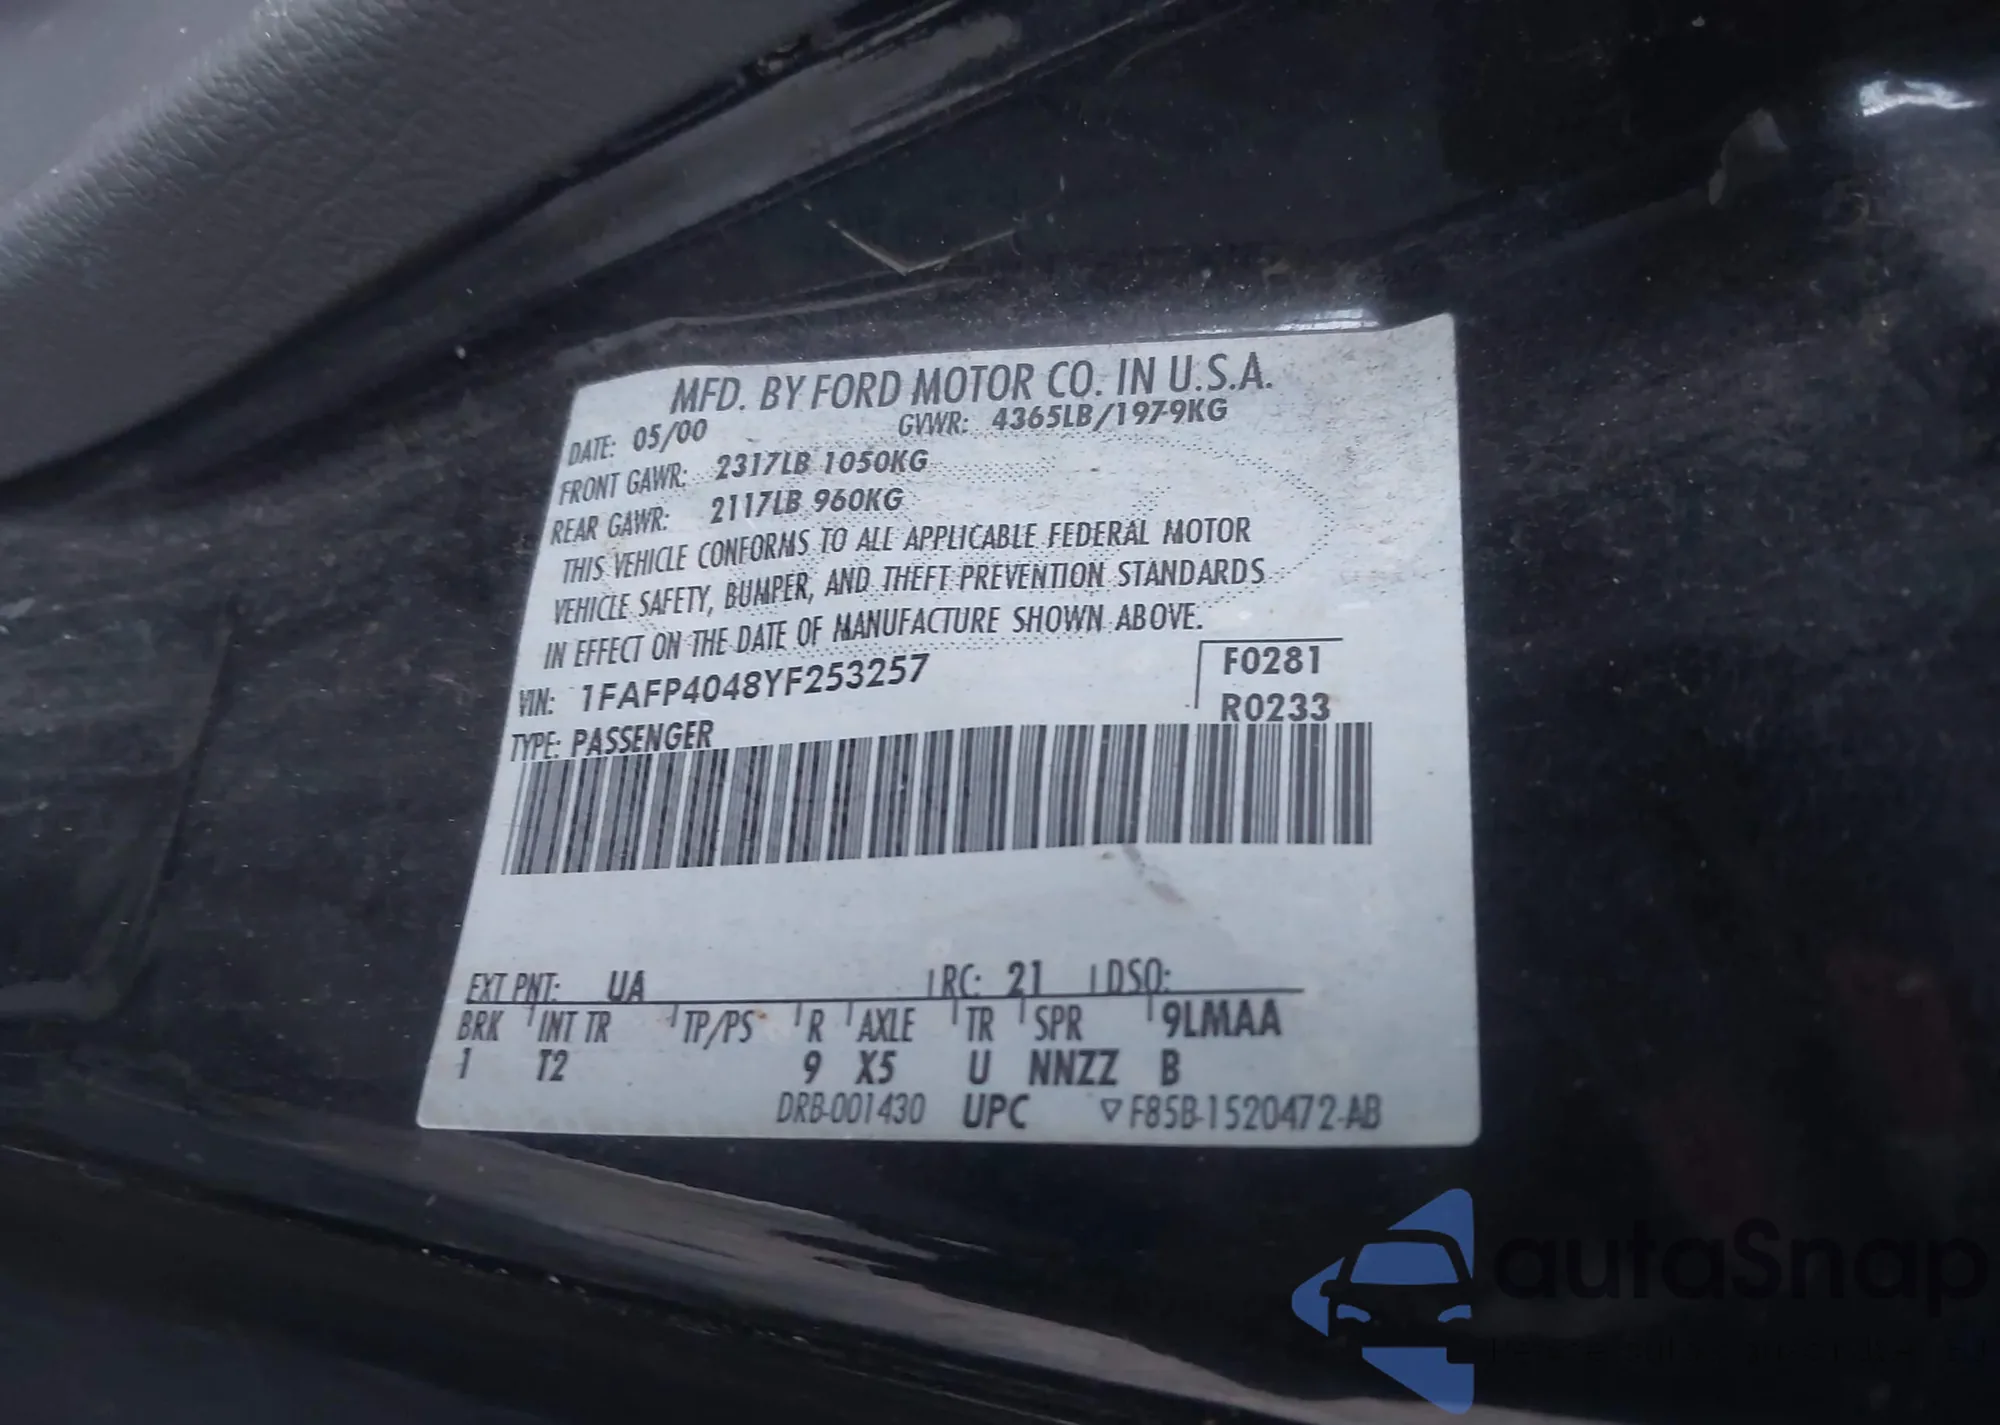 MFD. BY FORD MOTOR CO. IN U.S.A.
DATE: 05/00 GVWR: 4365LB/1979KG
FRONT GAWR: 2317LB 1050KG
REAR GAWR: 2117LB 960KG
THIS VEHICLE CONFORMS TO ALL APPLICABLE FEDERAL MOTOR
VEHICLE SAFETY, BUMPER, AND THEFT PREVENTION STANDARDS
IN EFFECT ON THE DATE OF MANUFACTURE SHOWN ABOVE.
VIN: 1FAFP4048YF253257 F0281
TYPE: PASSENGER R0233
EXT PNT: UA RC: 21 DSO:
BRK INT TR TP/PS R AXLE TR SPR 9LMAA
1 T2 9 X5 U NNZZ B
DRB-001430 UPC ▽F85B-1520472-AB
autaSnap